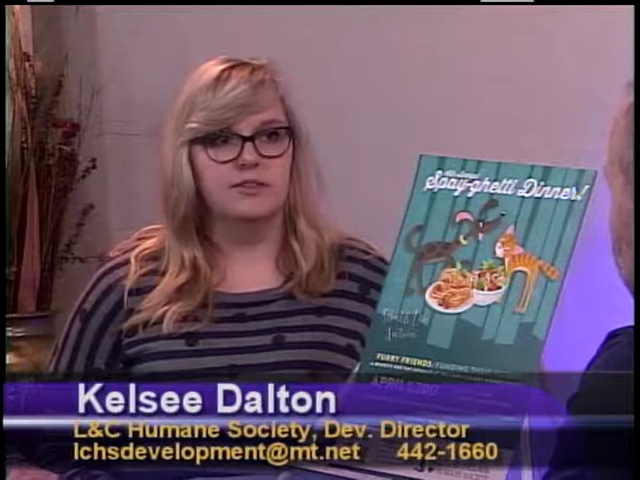 Spay-ghetti Dinner!
FURRY FRIENDS
Kelsee Dalton
L&C Humane Society, Dev. Director
lchsdevelopment@mt.net 442-1660